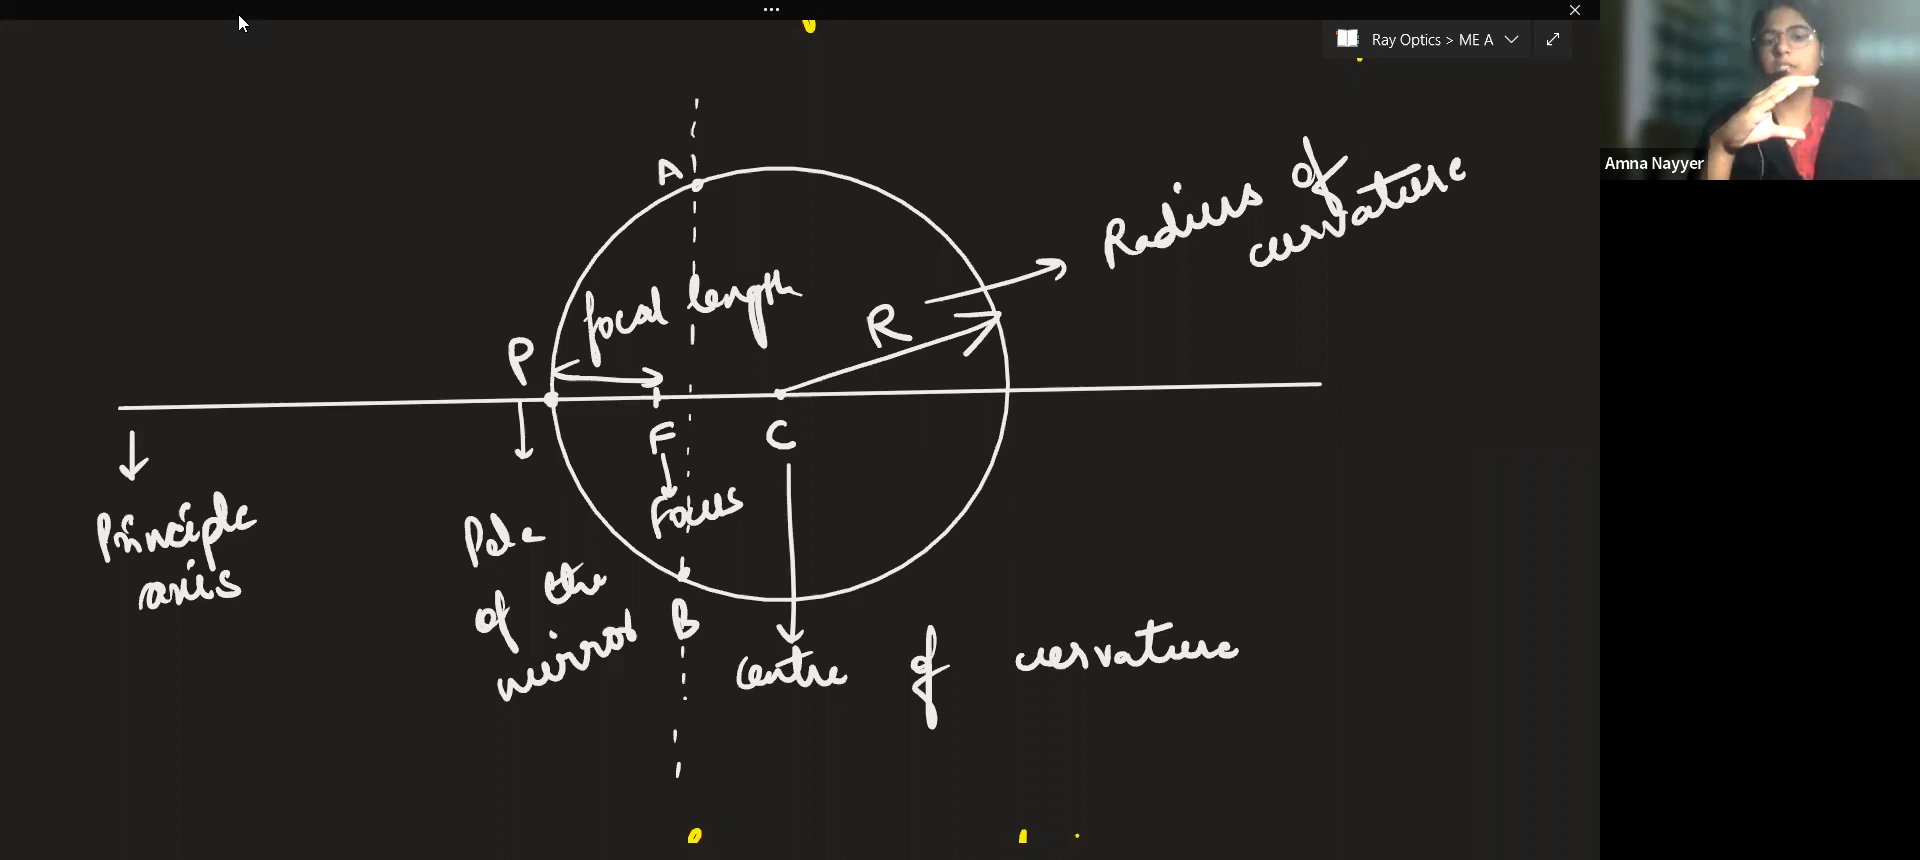 ...
Ray Optics > ME A
Amna Nayyer
A
Radius of
curvature
focal length
R
P
F
C
Focus
Principle
axis
Pole
of the
mirror
B
Centre of curvature